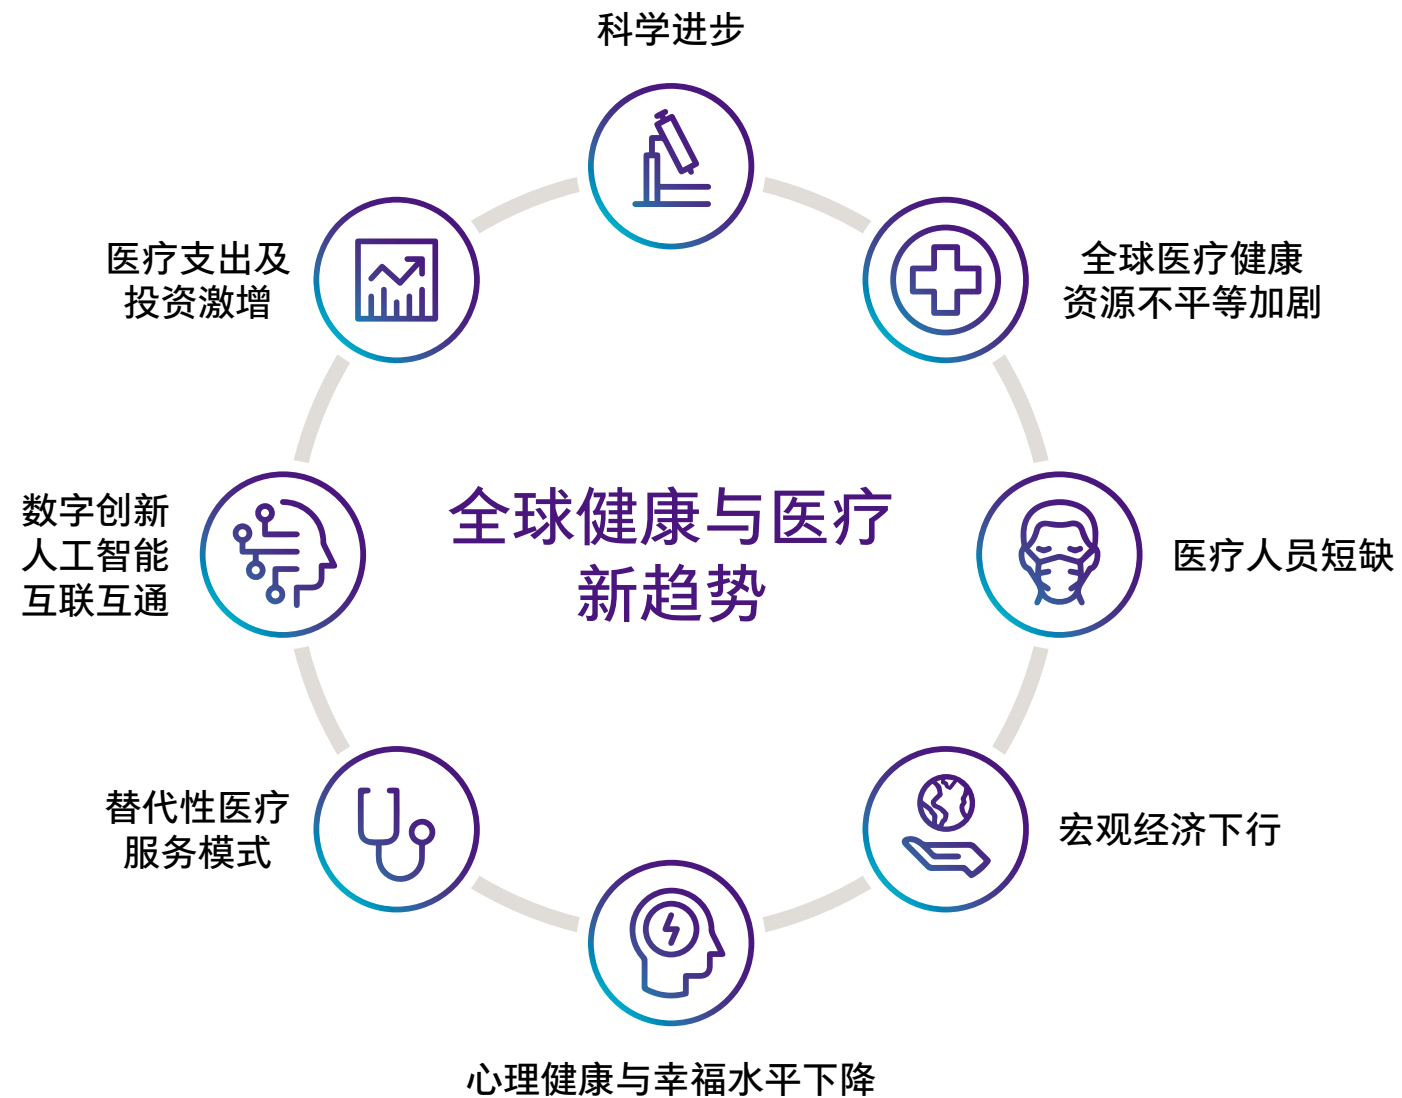 科学进步
全球医疗健康
资源不平等加剧
医疗人员短缺
宏观经济下行
心理健康与幸福水平下降
替代性医疗
服务模式
数字创新
人工智能
互联互通
医疗支出及
投资激增
全球健康与医疗
新趋势